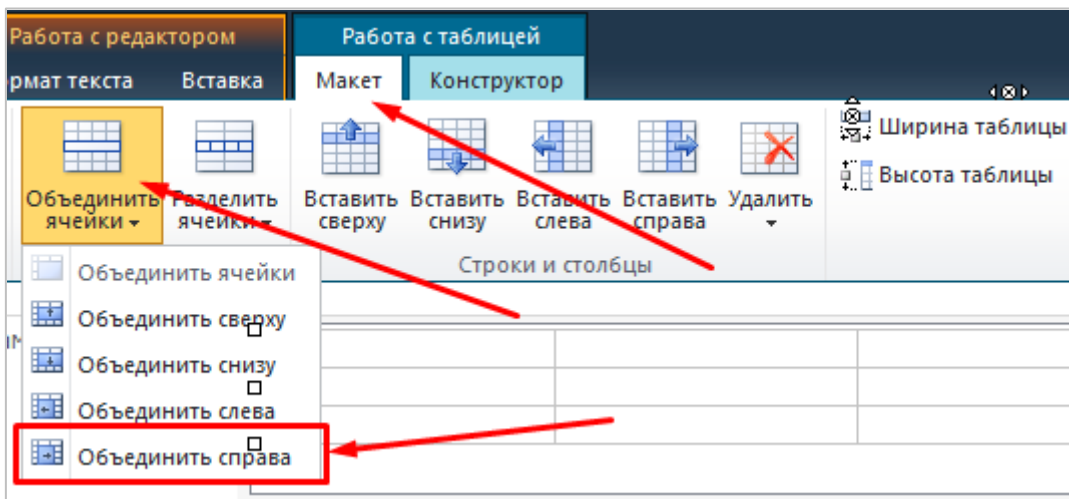 Работа с редактором
Работа с таблицей
рмат текста
Вставка
Макет
Конструктор
Объединить
ячейки
Разделить
ячейки
Вставить
сверху
Вставить
снизу
Вставить
слева
Вставить
справа
Удалить
Ширина таблицы
Высота таблицы
Строки и столбцы
Объединить ячейки
Объединить сверху
Объединить снизу
Объединить слева
Объединить справа